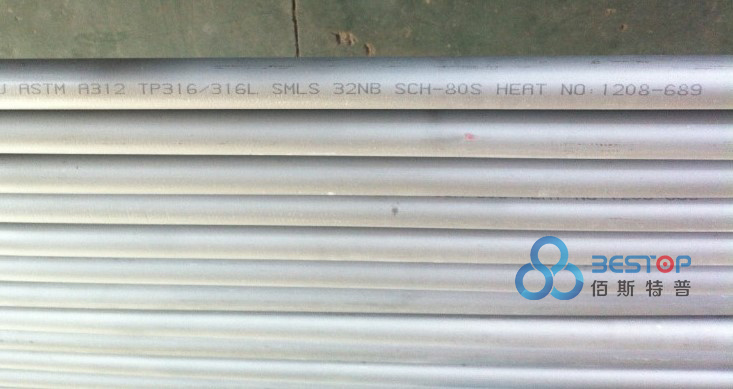 ASTM A312 TP316/316L SMLS 32NB SCH-80S HEAT NO:1208-689
BESTOP
佰斯特普